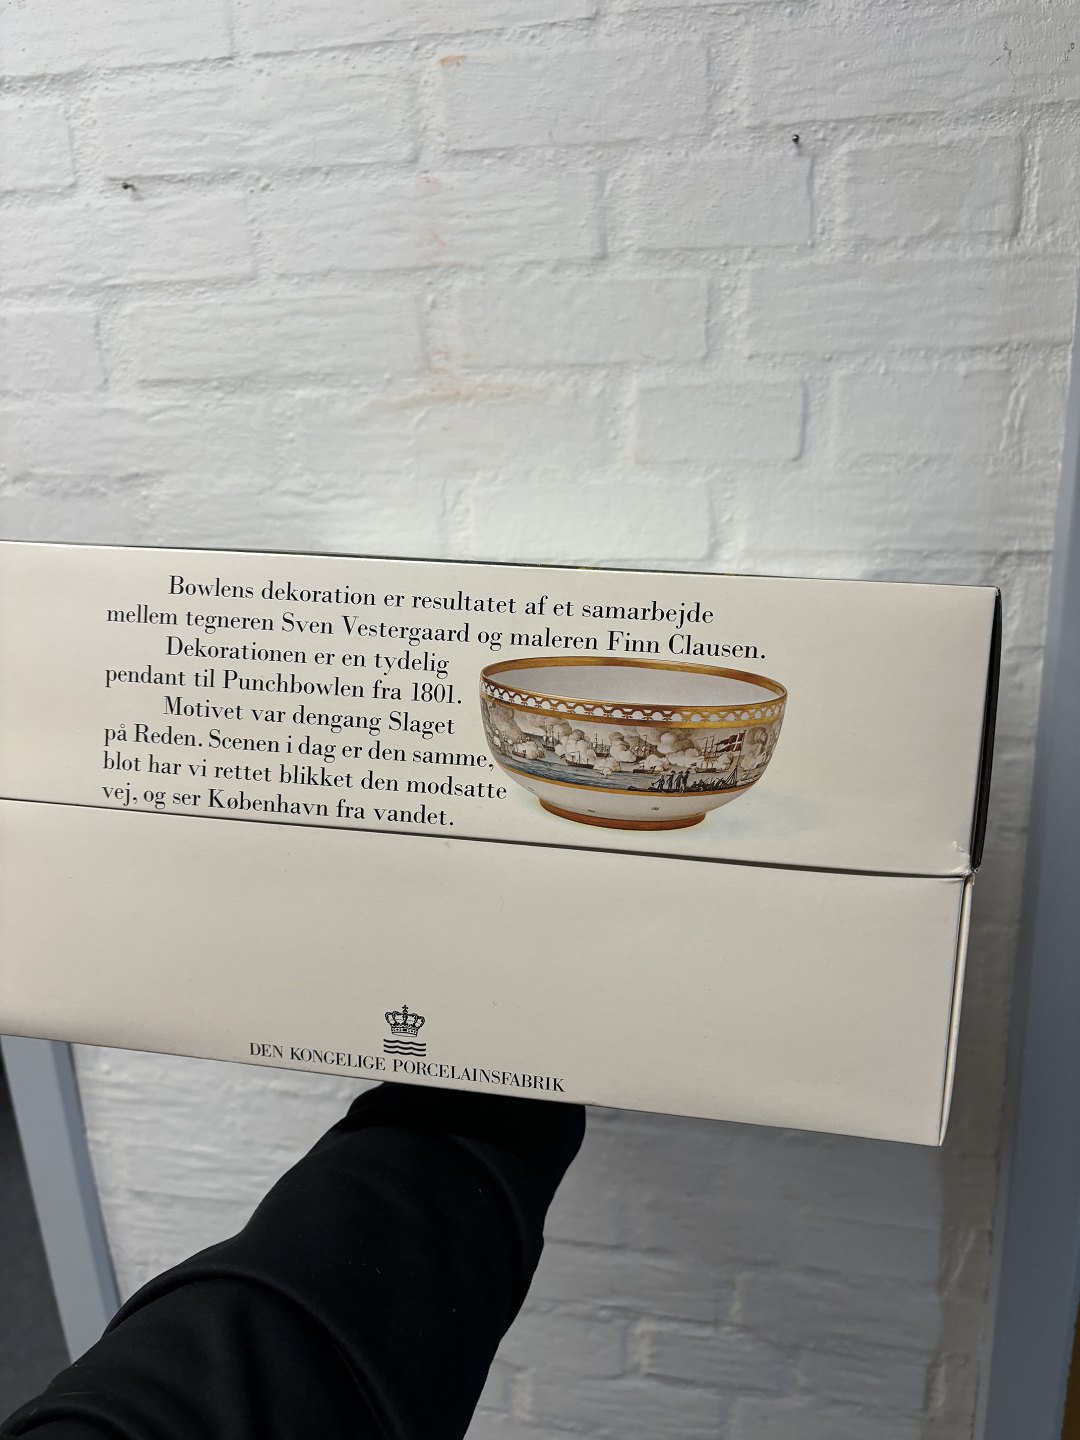 Bowlens dekoration er resultatet af et samarbejde
mellem tegneren Sven Vestergaard og maleren Finn Clausen.
Dekorationen er en tydelig
pendant til Punchbowlen fra 1801.
Motivet var dengang Slaget
på Reden. Scenen i dag er den samme,
blot har vi rettet blikket den modsatte
vej, og ser København fra vandet.
DEN KONGELIGE PORCELAINSFABRIK